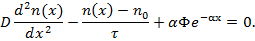 D d²n(x)/dx² − (n(x) − n₀)/τ + αΦe^(−αx) = 0.